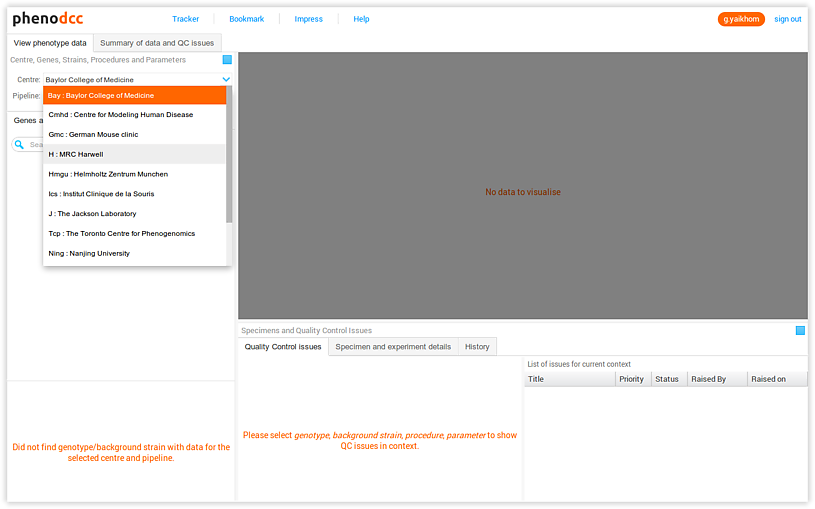 phenodcc
Tracker
Bookmark
Impress
Help
g.yaikhom
sign out
View phenotype data
Summary of data and QC issues
Centre, Genes, Strains, Procedures and Parameters
Centre: Baylor College of Medicine
Pipeline:
Bay : Baylor College of Medicine
Cmhd : Centre for Modeling Human Disease
Gmc : German Mouse clinic
H : MRC Harwell
Hmgu : Helmholtz Zentrum Munchen
Ics : Institut Clinique de la Souris
J : The Jackson Laboratory
Tcp : The Toronto Centre for Phenogenomics
Ning : Nanjing University
Genes a
Sea
Did not find genotype/background strain with data for the
selected centre and pipeline.
No data to visualise
Specimens and Quality Control Issues
Quality Control issues
Specimen and experiment details
History
Please select genotype, background strain, procedure, parameter to show
QC issues in context.
List of issues for current context
Title
Priority
Status
Raised By
Raised on